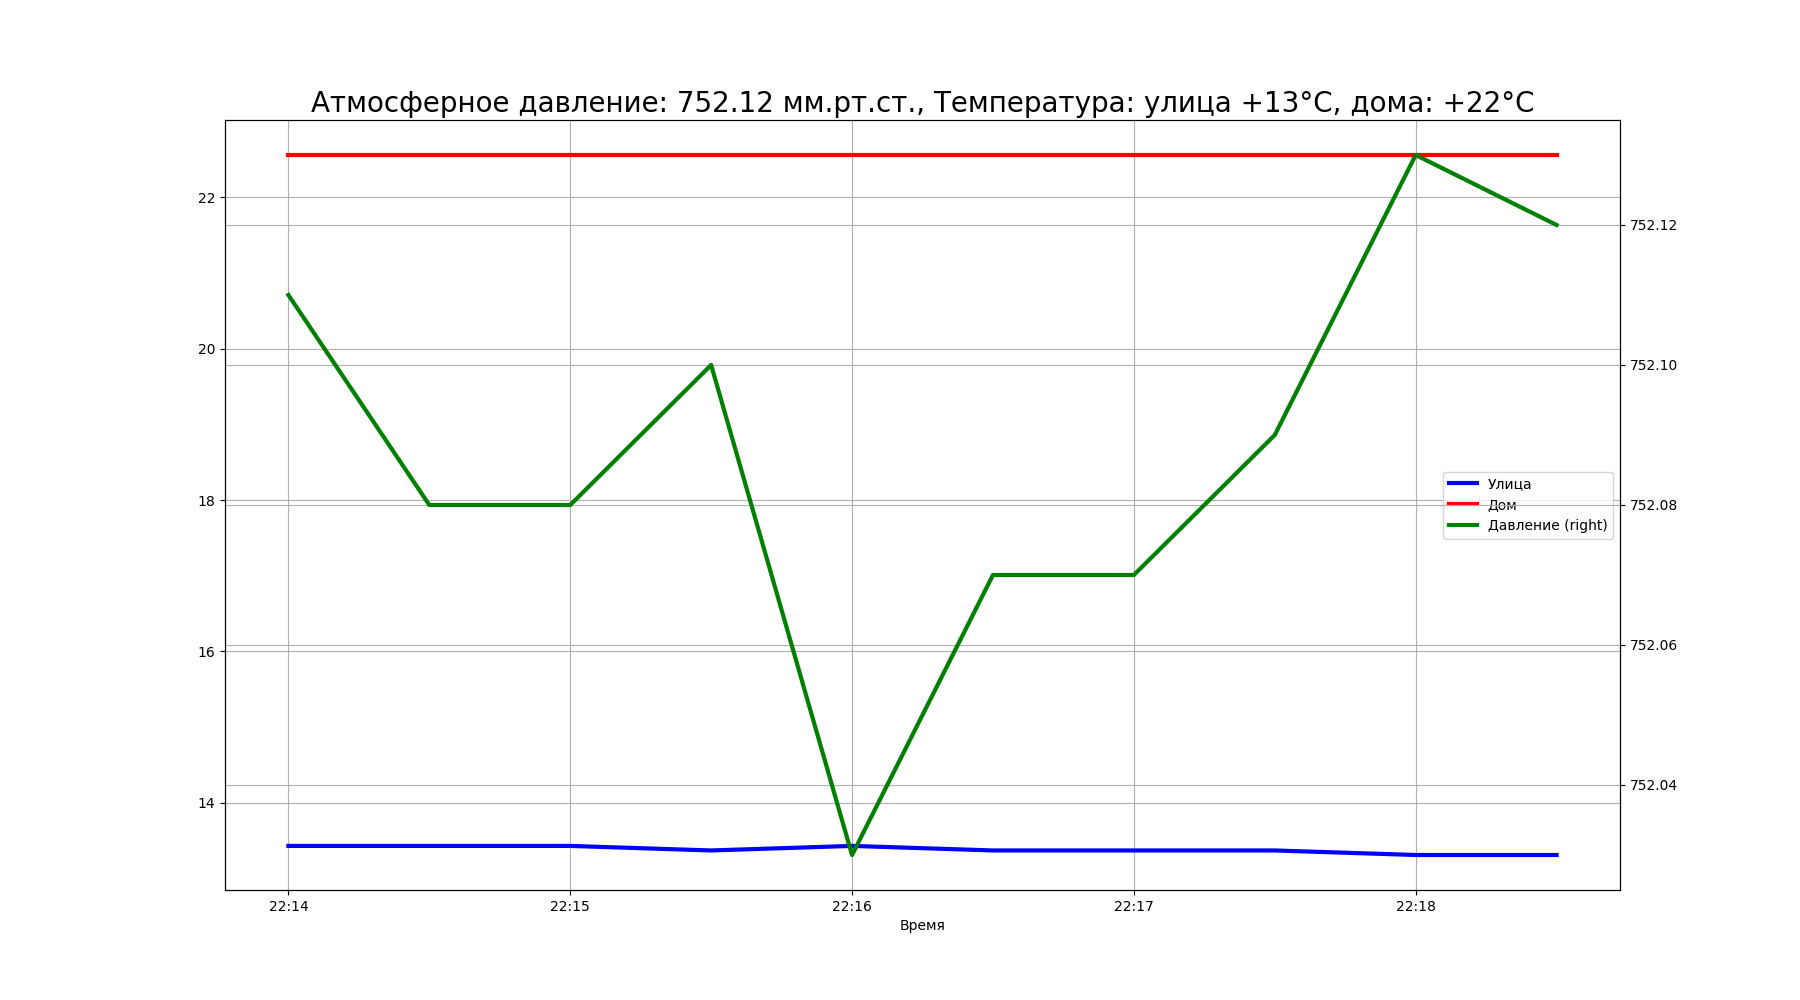 Атмосферное давление: 752.12 мм.рт.ст., Температура: улица +13°C, дома: +22°C
22
20
18
16
14
752.12
752.10
752.08
752.06
752.04
Улица
Дом
Давление (right)
22:14 22:15 22:16 22:17 22:18
Время